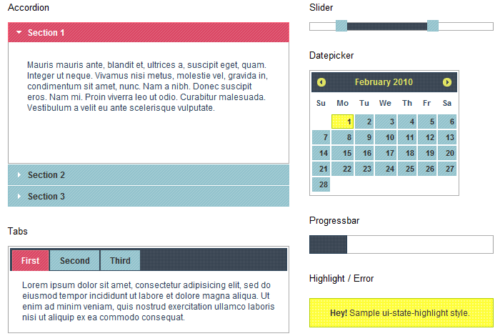 Accordion
Section 1
Mauris mauris ante, blandit et, ultrices a, suscipit eget, quam.
Integer ut neque. Vivamus nisi metus, molestie vel, gravida in,
condimentum sit amet, nunc. Nam a nibh. Donec suscipit
eros. Nam mi. Proin viverra leo ut odio. Curabitur malesuada.
Vestibulum a velit eu ante scelerisque vulputate.
Section 2
Section 3
Tabs
First Second Third
Lorem ipsum dolor sit amet, consectetur adipisicing elit, sed do
eiusmod tempor incididunt ut labore et dolore magna aliqua. Ut
enim ad minim veniam, quis nostrud exercitation ullamco laboris
nisi ut aliquip ex ea commodo consequat.
Slider
Datepicker
February 2010
Su Mo Tu We Th Fr Sa
1 2 3 4 5 6
7 8 9 10 11 12 13
14 15 16 17 18 19 20
21 22 23 24 25 26 27
28
Progressbar
Highlight / Error
Hey! Sample ui-state-highlight style.